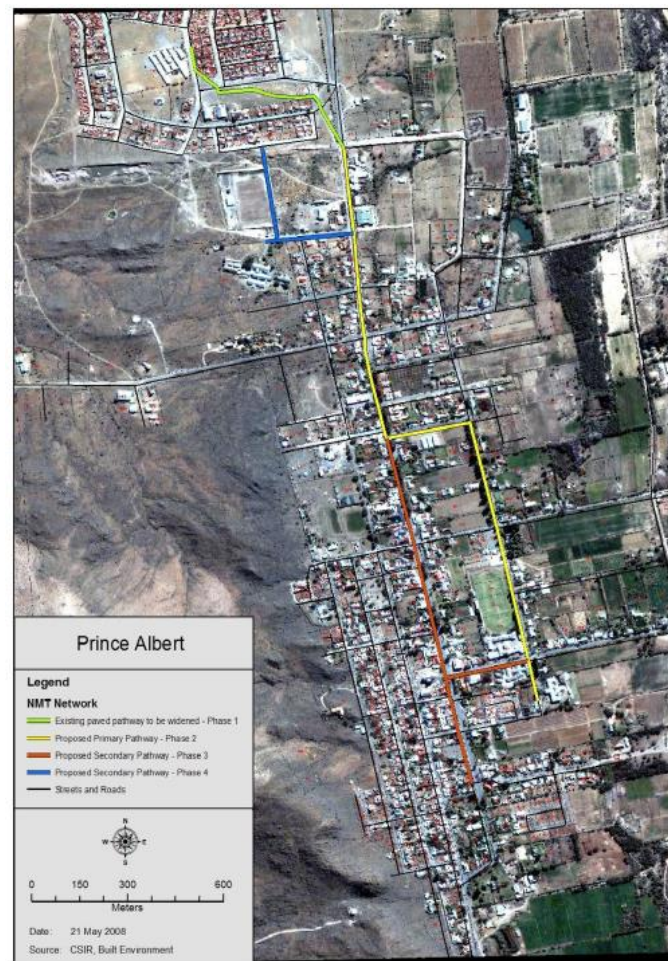 Prince Albert
Legend
NMT Network
Existing paved pathway to be widened - Phase 1
Proposed Primary Pathway - Phase 2
Proposed Secondary Pathway - Phase 3
Proposed Secondary Pathway - Phase 4
Streets and Roads
N
W E
S
0 150 300 600
Meters
Date: 21 May 2008
Source: CSIR, Built Environment